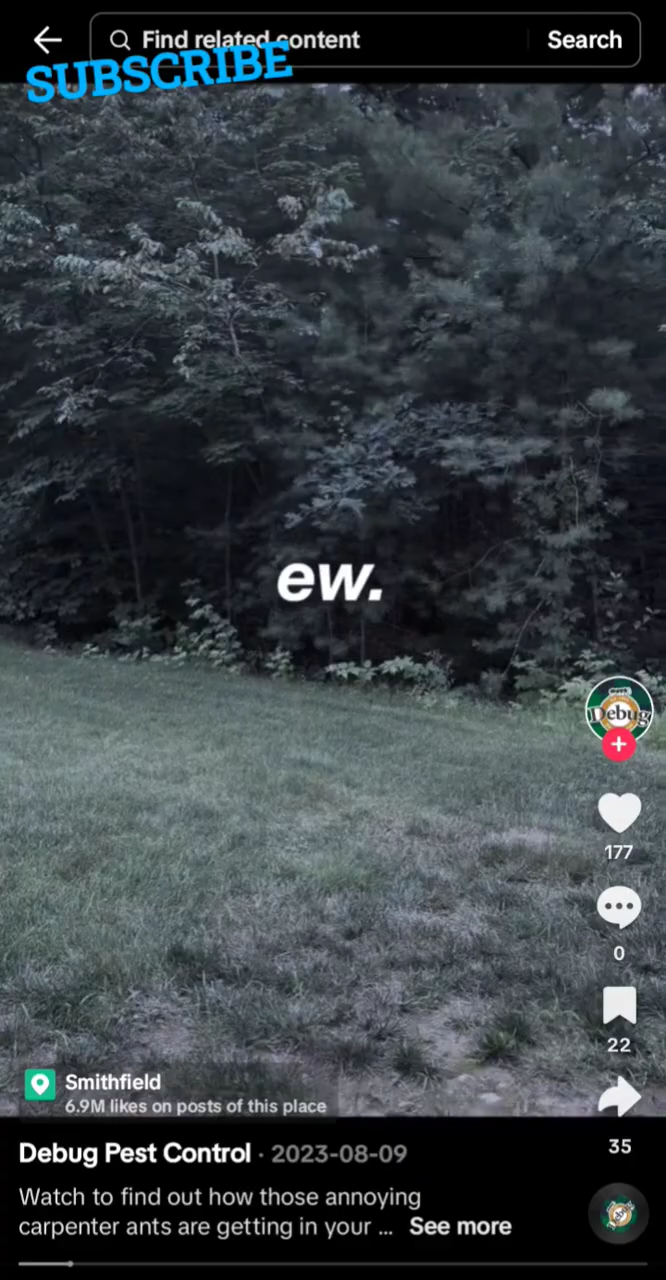 Find related content
Search
SUBSCRIBE
ew.
Debug
177
0
22
Smithfield
6.9M likes on posts of this place
35
Debug Pest Control · 2023-08-09
Watch to find out how those annoying
carpenter ants are getting in your ... See more